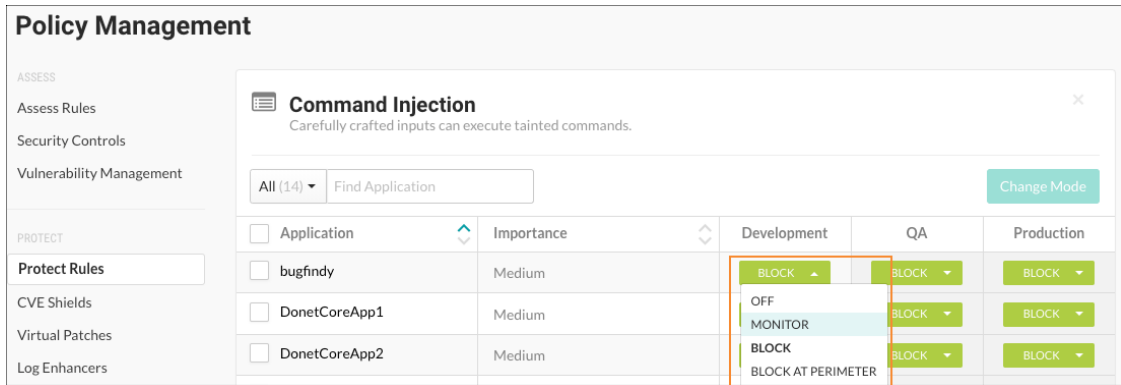 Policy Management
ASSESS
Assess Rules
Security Controls
Vulnerability Management
PROTECT
Protect Rules
CVE Shields
Virtual Patches
Log Enhancers
Command Injection
Carefully crafted inputs can execute tainted commands.
All (14) Find Application Change Mode
Application Importance Development QA Production
bugfindy Medium BLOCK BLOCK BLOCK
DonetCoreApp1 Medium BLOCK BLOCK
DonetCoreApp2 Medium BLOCK BLOCK
OFF
MONITOR
BLOCK
BLOCK AT PERIMETER